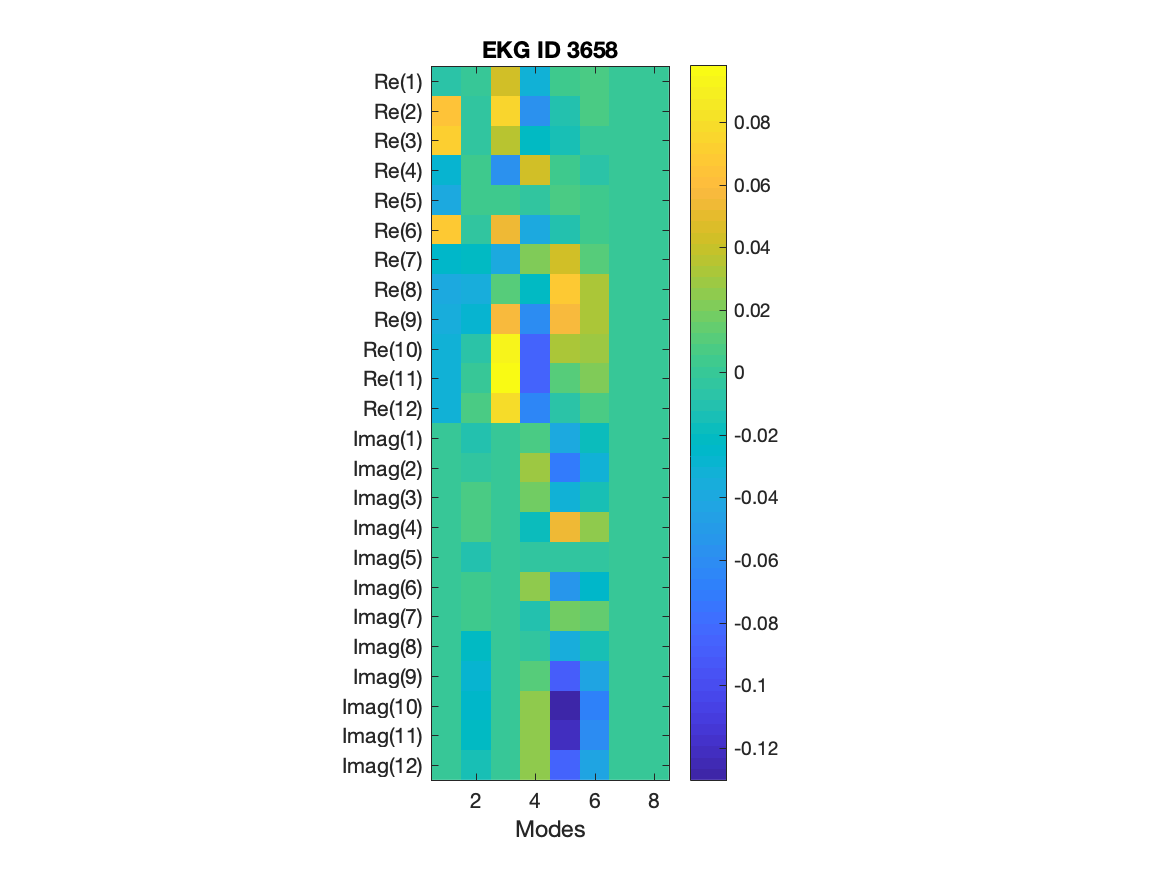 EKG ID 3658
Re(1)
Re(2)
Re(3)
Re(4)
Re(5)
Re(6)
Re(7)
Re(8)
Re(9)
Re(10)
Re(11)
Re(12)
Imag(1)
Imag(2)
Imag(3)
Imag(4)
Imag(5)
Imag(6)
Imag(7)
Imag(8)
Imag(9)
Imag(10)
Imag(11)
Imag(12)
2 4 6 8
Modes
0.08
0.06
0.04
0.02
0
-0.02
-0.04
-0.06
-0.08
-0.1
-0.12